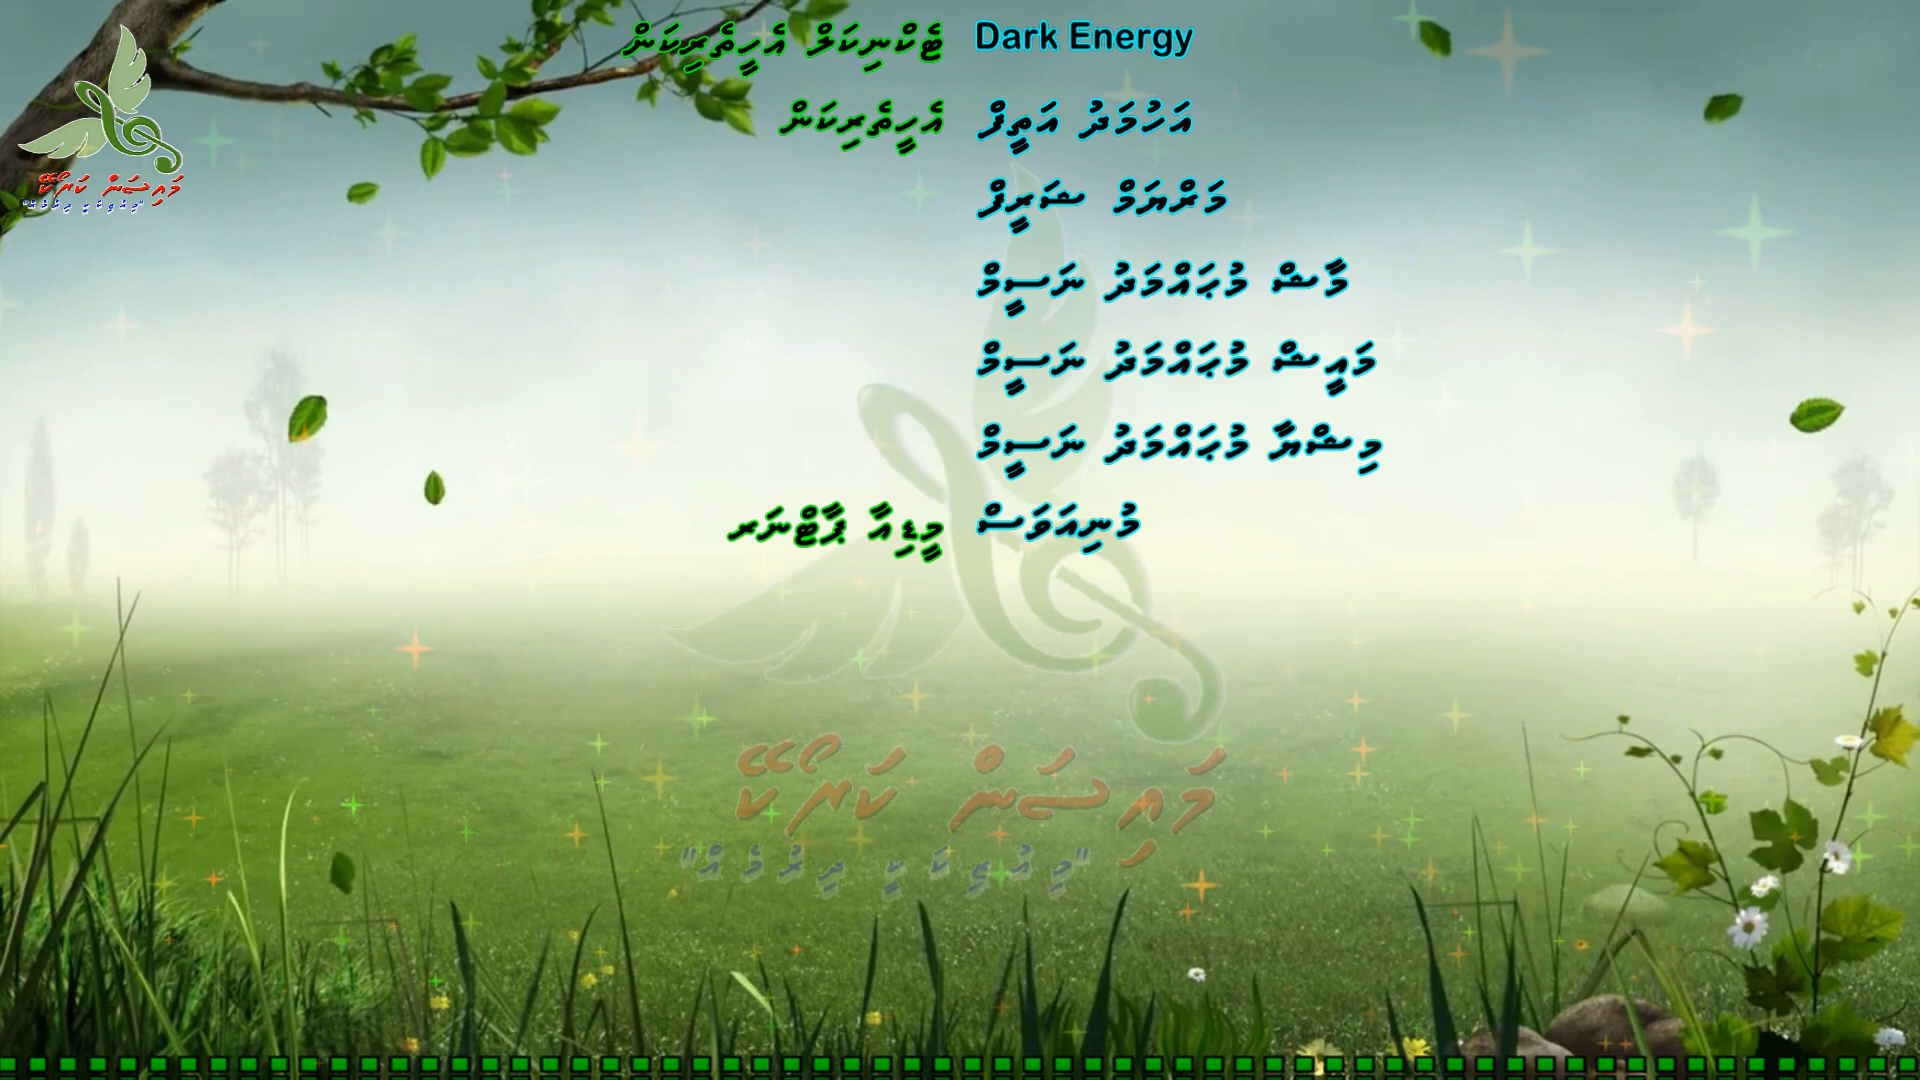 ޓެކްނިކަލް އެހީތެރިކަން Dark Energy
އެހީތެރިކަން އަހުމަދު އަތީފް
މަރްޔަމް ޝަރީފް
މާޝް މުޙައްމަދު ނަސީމް
މައީޝް މުޙައްމަދު ނަސީމް
މިޝްޔާ މުޙައްމަދު ނަސީމް
މީޑިއާ ޕާޓްނަރ މުނިއަވަސް
މައިސަން ކަރޯކޭ
"މިއުޒިކަކީ ދިރުމެއް"
މައިސަން ކަރޯކޭ
"މިއުޒިކަކީ ދިރުމެއް"